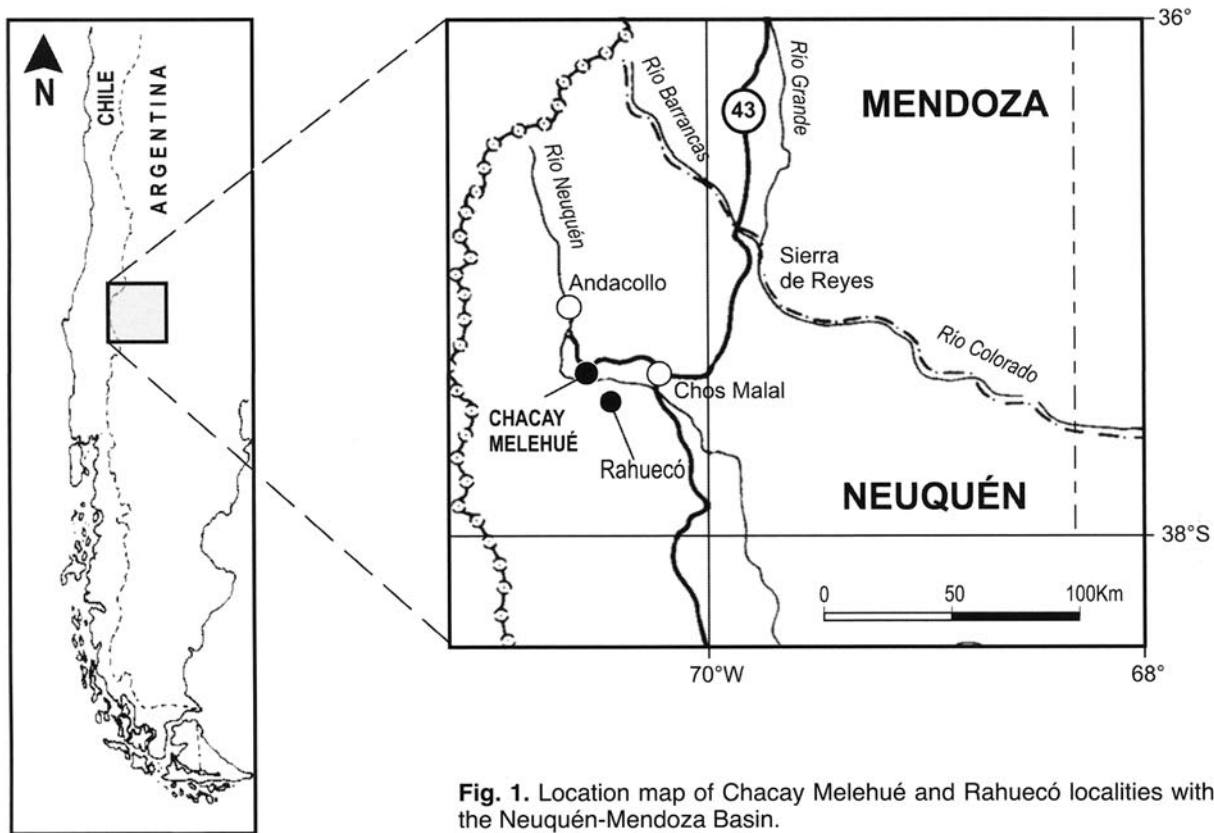 N
CHILE
ARGENTINA
36°
Río Grande
Río Barrancas
43
MENDOZA
Río Neuquén
Sierra
de Reyes
Andacollo
Río Colorado
Chos Malal
CHACAY
MELEHUÉ
Rahuecó
NEUQUÉN
38°S
0 50 100Km
70°W 68°
Fig. 1. Location map of Chacay Melehué and Rahuecó localities with
the Neuquén-Mendoza Basin.